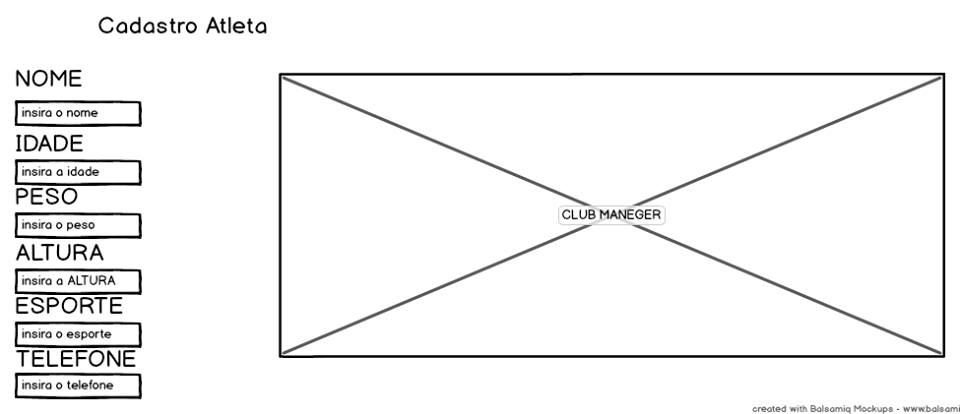 Cadastro Atleta
NOME
insira o nome
IDADE
insira a idade
PESO
insira o peso
ALTURA
insira a ALTURA
ESPORTE
insira o esporte
TELEFONE
insira o telefone
CLUB MANEGER
created with Balsamiq Mockups - www.balsami